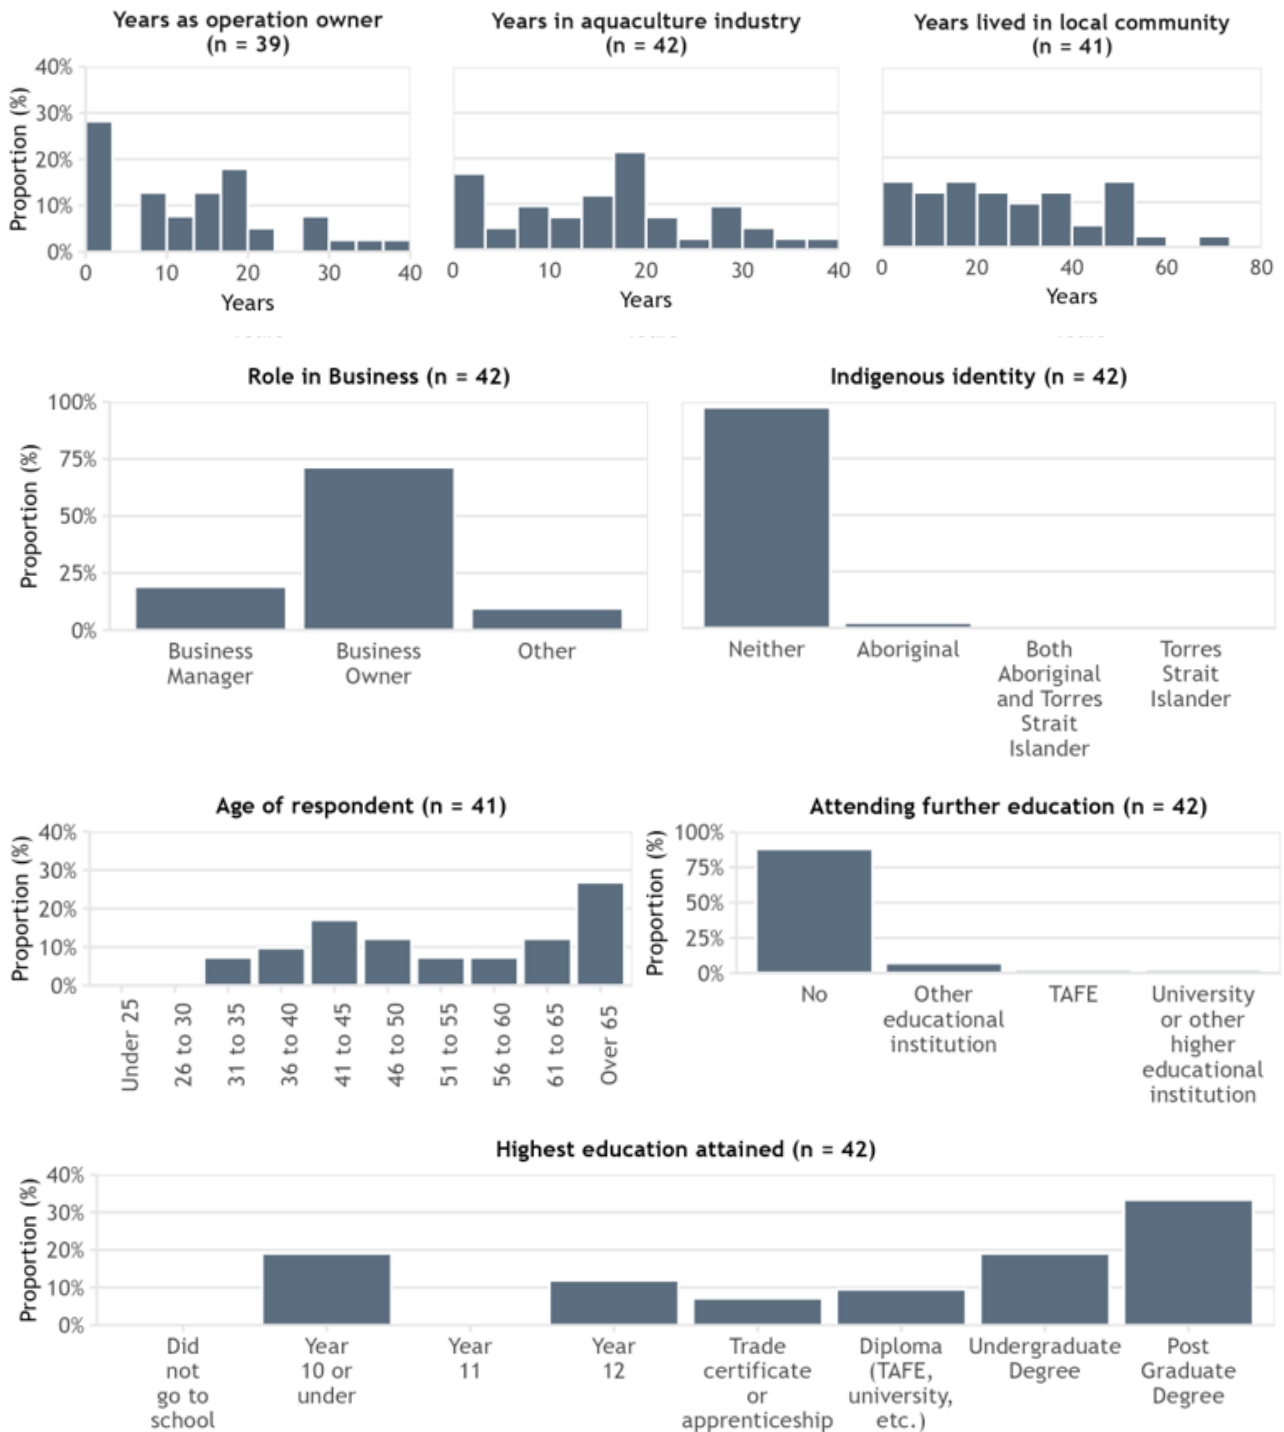 Years as operation owner
(n = 39)
Years in aquaculture industry
(n = 42)
Years lived in local community
(n = 41)
Proportion (%)
40%
30%
20%
10%
0%
0 10 20 30 40
Years
0 10 20 30 40
Years
0 20 40 60 80
Years
Role in Business (n = 42)
Proportion (%)
100%
75%
50%
25%
0%
Business
Manager
Business
Owner
Other
Indigenous identity (n = 42)
Neither
Aboriginal
Both
Aboriginal
and Torres
Strait
Islander
Torres
Strait
Islander
Age of respondent (n = 41)
Proportion (%)
40%
30%
20%
10%
0%
Under 25
26 to 30
31 to 35
36 to 40
41 to 45
46 to 50
51 to 55
56 to 60
61 to 65
Over 65
Attending further education (n = 42)
Proportion (%)
100%
75%
50%
25%
0%
No
Other
educational
institution
TAFE
University
or other
higher
educational
institution
Highest education attained (n = 42)
Proportion (%)
40%
30%
20%
10%
0%
Did
not
go to
school
Year
10 or
under
Year
11
Year
12
Trade
certificate
or
apprenticeship
Diploma
(TAFE,
university,
etc.)
Undergraduate
Degree
Post
Graduate
Degree